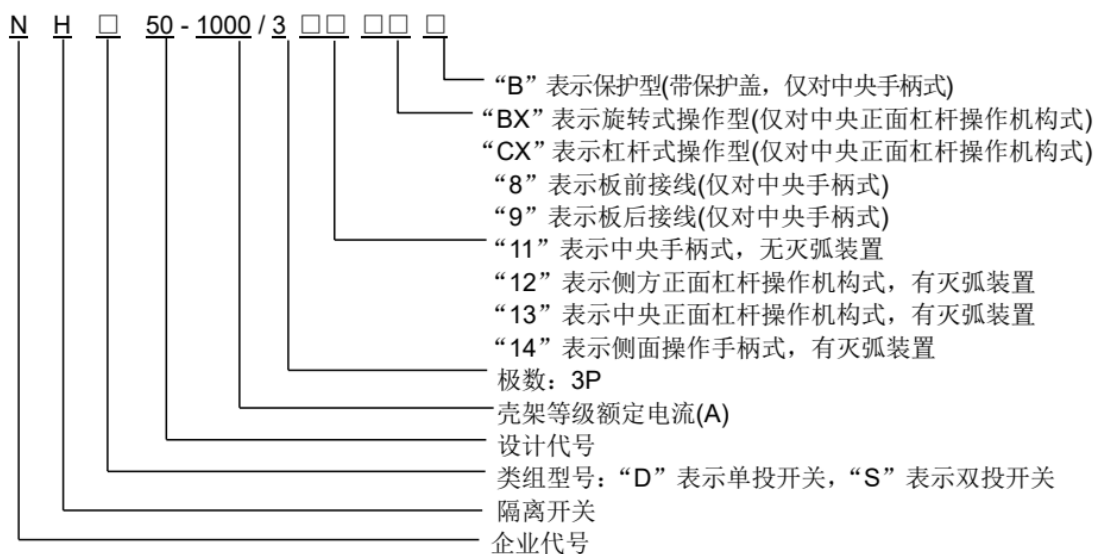 N H □ 50 - 1000 / 3 □□ □□ □
“B”表示保护型(带保护盖，仅对中央手柄式)
“BX”表示旋转式操作型(仅对中央正面杠杆操作机构式)
“CX”表示杠杆式操作型(仅对中央正面杠杆操作机构式)
“8”表示板前接线(仅对中央手柄式)
“9”表示板后接线(仅对中央手柄式)
“11”表示中央手柄式，无灭弧装置
“12”表示侧方正面杠杆操作机构式，有灭弧装置
“13”表示中央正面杠杆操作机构式，有灭弧装置
“14”表示侧面操作手柄式，有灭弧装置
极数：3P
壳架等级额定电流(A)
设计代号
类组型号：“D”表示单投开关，“S”表示双投开关
隔离开关
企业代号